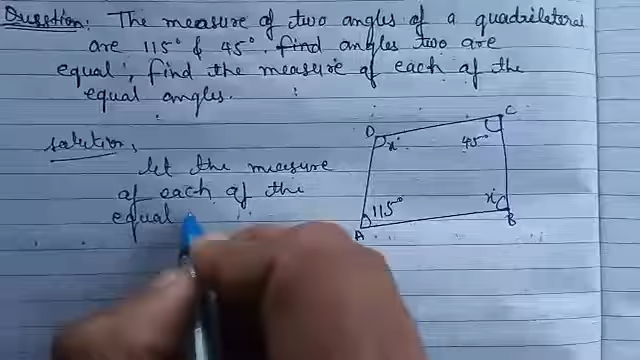 Question: The measure of two angles of a quadrilateral
are 115° & 45°. find angles two are
equal, find the measure of each of the
equal angles.
solution,
let the measure
of each of the
equal
D
C
x°
45°
115°
x°
A
B